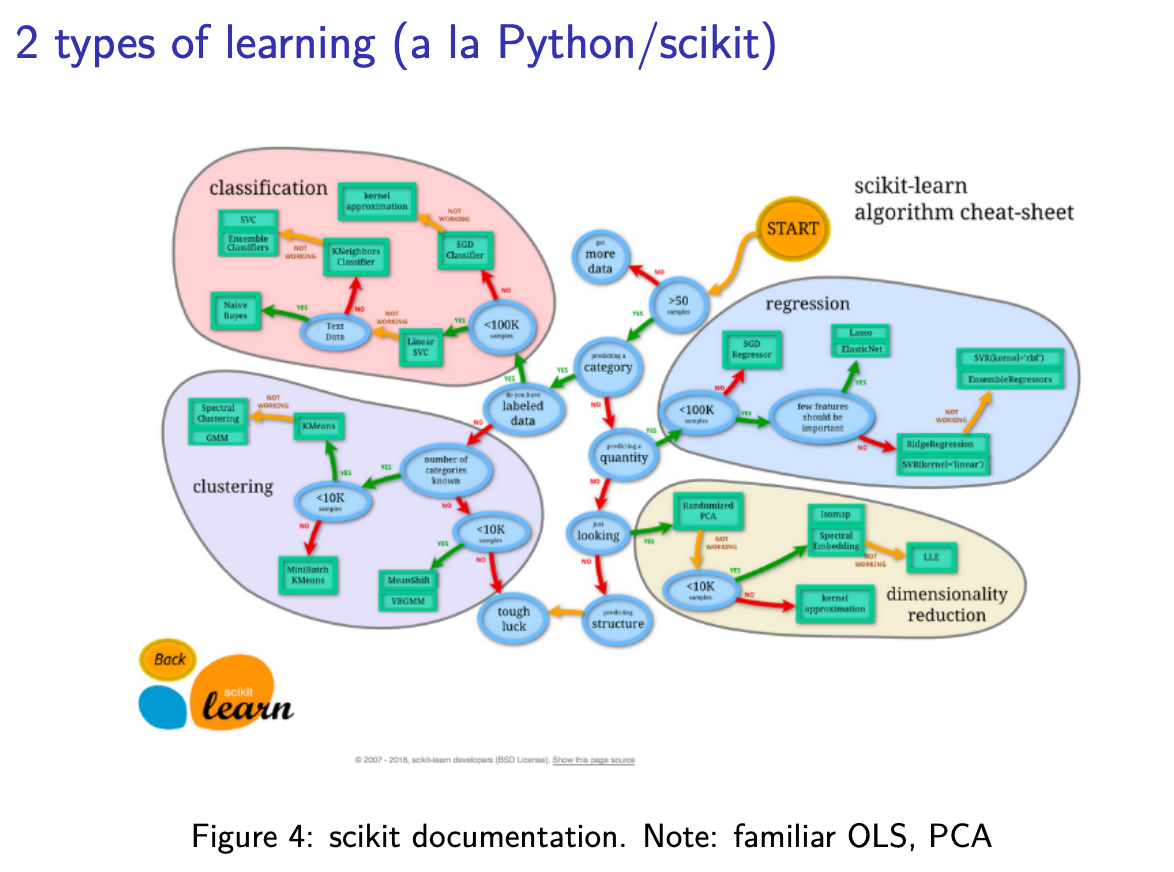 2 types of learning (a la Python/scikit)
classification
kernel
approximation
SVC
Ensemble
Classifiers
NOT
WORKING
KNeighbors
Classifier
NOT
WORKING
SGD
Classifier
Naive
Bayes
YES
Text
Data
NO
NOT
WORKING
Linear
SVC
YES
<100K
samples
NO
YES
scikit-learn
algorithm cheat-sheet
START
get
more
data
NO
>50
samples
YES
predicting a
category
YES
do you have
labeled
data
NO
NO
predicting a
quantity
YES
NO
just
looking
YES
NO
predicting
structure
tough
luck
regression
SGD
Regressor
NO
<100K
samples
YES
few features
should be
important
YES
Lasso
ElasticNet
NO
RidgeRegression
SVR(kernel='linear')
NOT
WORKING
SVR(kernel='rbf')
EnsembleRegressors
clustering
Spectral
Clustering
GMM
NOT
WORKING
KMeans
YES
<10K
samples
NO
MiniBatch
KMeans
YES
number of
categories
known
NO
<10K
samples
YES
NO
MeanShift
VBGMM
dimensionality
reduction
Randomized
PCA
NOT
WORKING
<10K
samples
YES
NO
Isomap
Spectral
Embedding
NOT
WORKING
LLE
kernel
approximation
Back
scikit
learn
© 2007 - 2018, scikit-learn developers (BSD License). Show this page source
Figure 4: scikit documentation. Note: familiar OLS, PCA